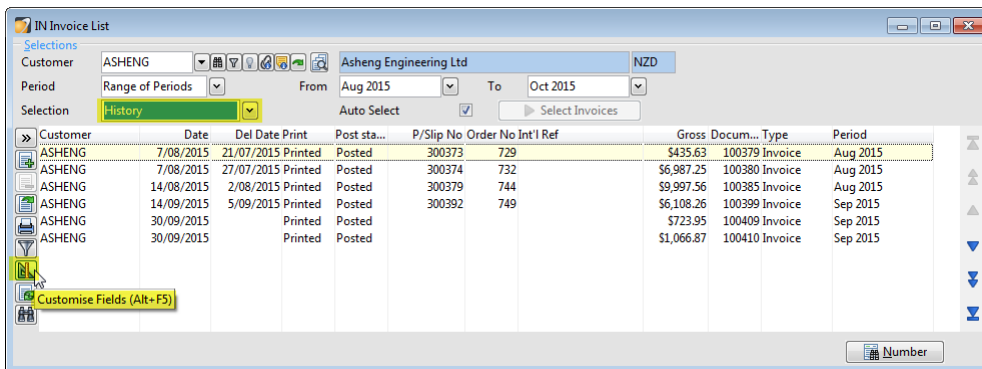 IN Invoice List
Selections
Customer ASHENG Asheng Engineering Ltd NZD
Period Range of Periods From Aug 2015 To Oct 2015
Selection History Auto Select Select Invoices
Customer Date Del Date Print Post sta... P/Slip No Order No Int'l Ref Gross Docum... Type Period
ASHENG 7/08/2015 21/07/2015 Printed Posted 300373 729 $435.63 100379 Invoice Aug 2015
ASHENG 7/08/2015 27/07/2015 Printed Posted 300374 732 $6,987.25 100380 Invoice Aug 2015
ASHENG 14/08/2015 2/08/2015 Printed Posted 300379 744 $9,997.56 100385 Invoice Aug 2015
ASHENG 14/09/2015 5/09/2015 Printed Posted 300392 749 $6,108.26 100399 Invoice Sep 2015
ASHENG 30/09/2015 Printed Posted $723.95 100409 Invoice Sep 2015
ASHENG 30/09/2015 Printed Posted $1,066.87 100410 Invoice Sep 2015
Customise Fields (Alt+F5)
Number